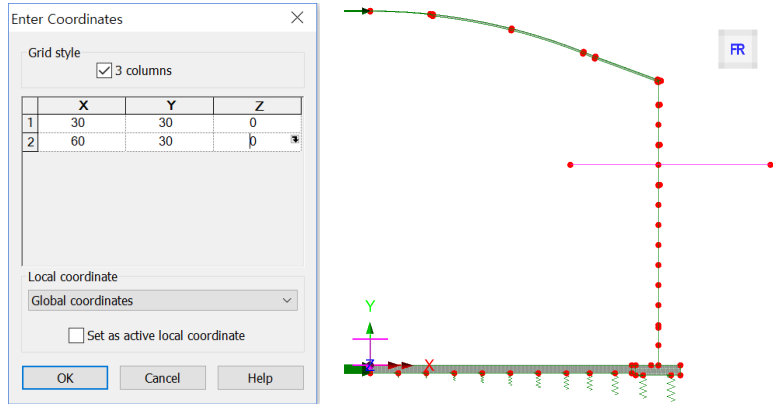 Enter Coordinates
Grid style
3 columns
X Y Z
1 30 30 0
2 60 30 0
Local coordinate
Global coordinates
Set as active local coordinate
OK Cancel Help
FR
Y
Z X